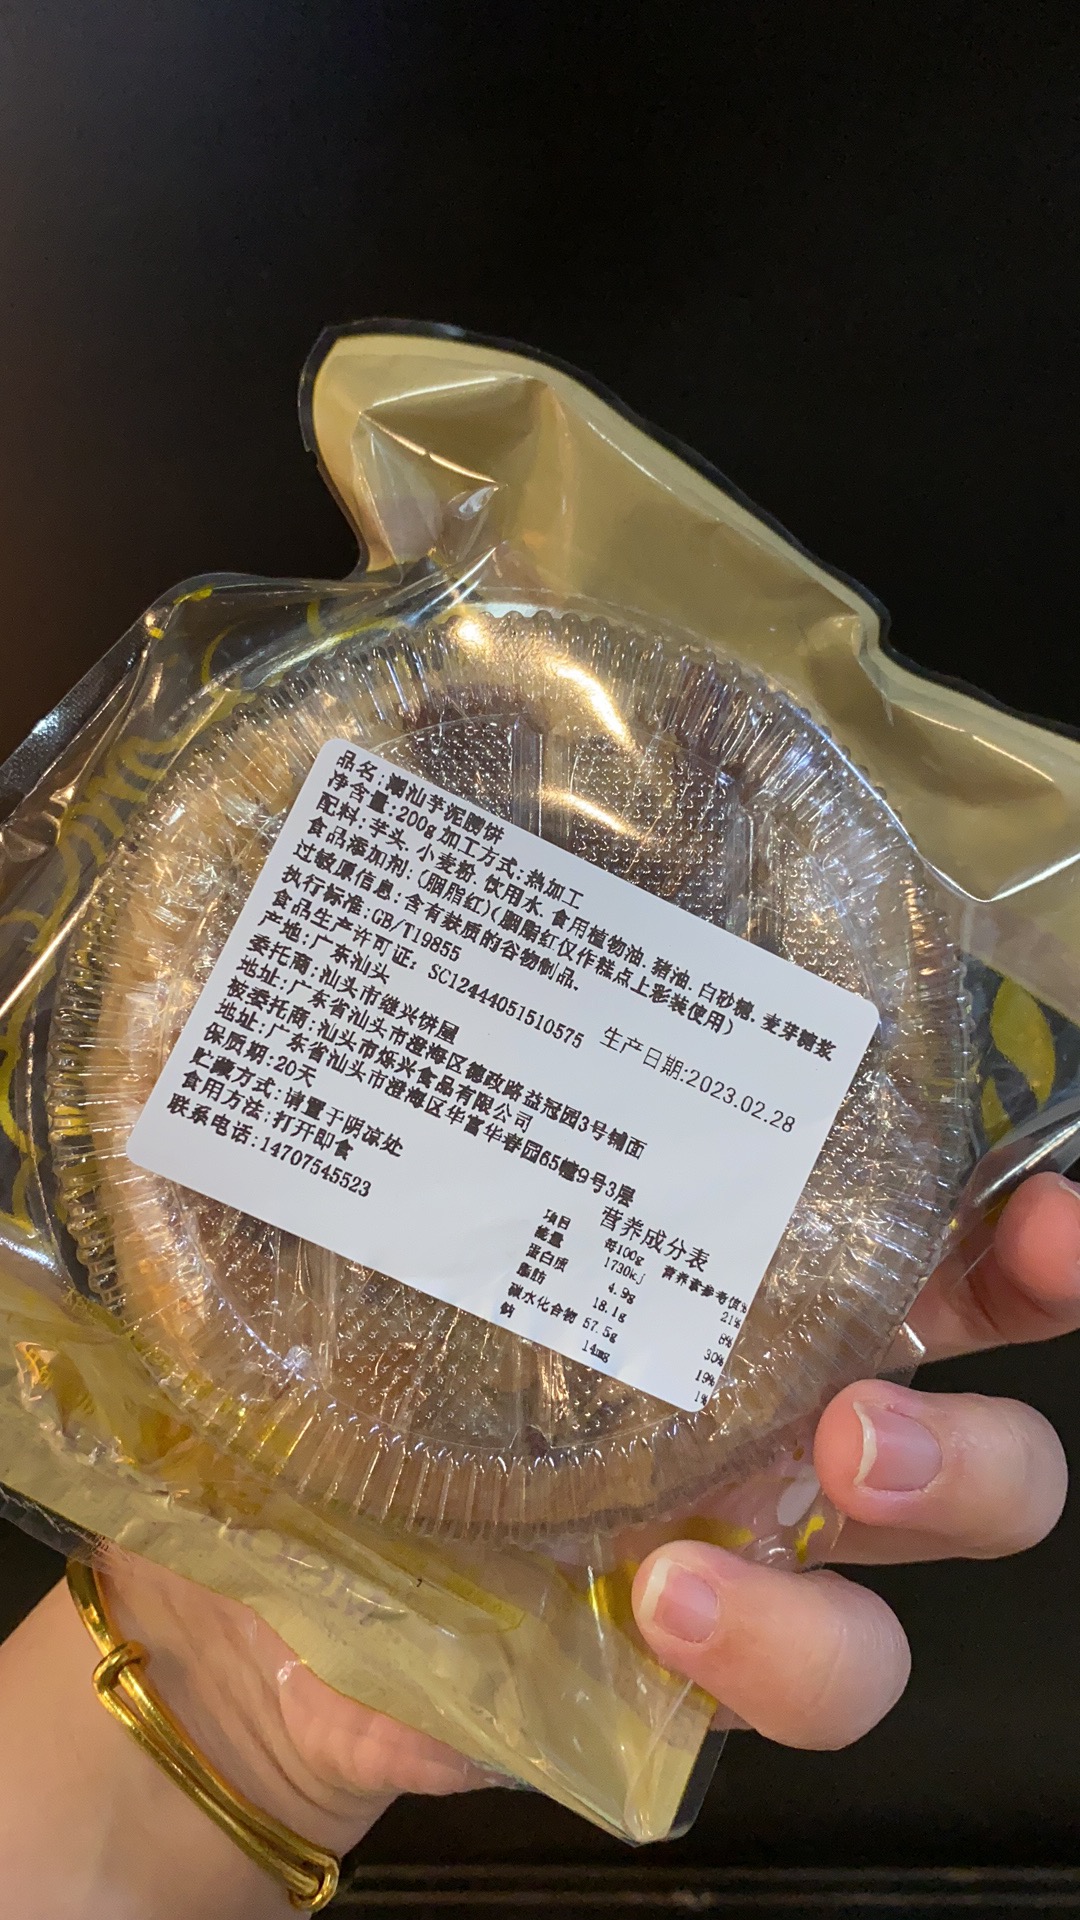 品名:潮汕芋泥朥饼
净含量:200g 加工方式:热加工
配料:芋头. 小麦粉. 饮用水. 食用植物油. 猪油. 白砂糖. 麦芽糖浆
食品添加剂:(胭脂红)(胭脂红仅作糕点上彩装使用)
过敏原信息:含有麸质的谷物制品.
执行标准:GB/T19855
食品生产许可证: SC12444051510575
生产日期:2023.02.28
产地:广东汕头
委托商:汕头市继兴饼屋
地址:广东省汕头市澄海区德政路益冠园3号铺面
被委托商:汕头市烁兴食品有限公司
地址:广东省汕头市澄海区华富华春园65幢9号3层
保质期:20天
贮藏方式:请置于阴凉处
食用方法:打开即食
联系电话:14707545523
营养成分表
项目 每100g 营养素参考值%
能量 1730kj 21%
蛋白质 4.9g 8%
脂肪 18.1g 30%
碳水化合物 57.5g 19%
钠 14mg 1%